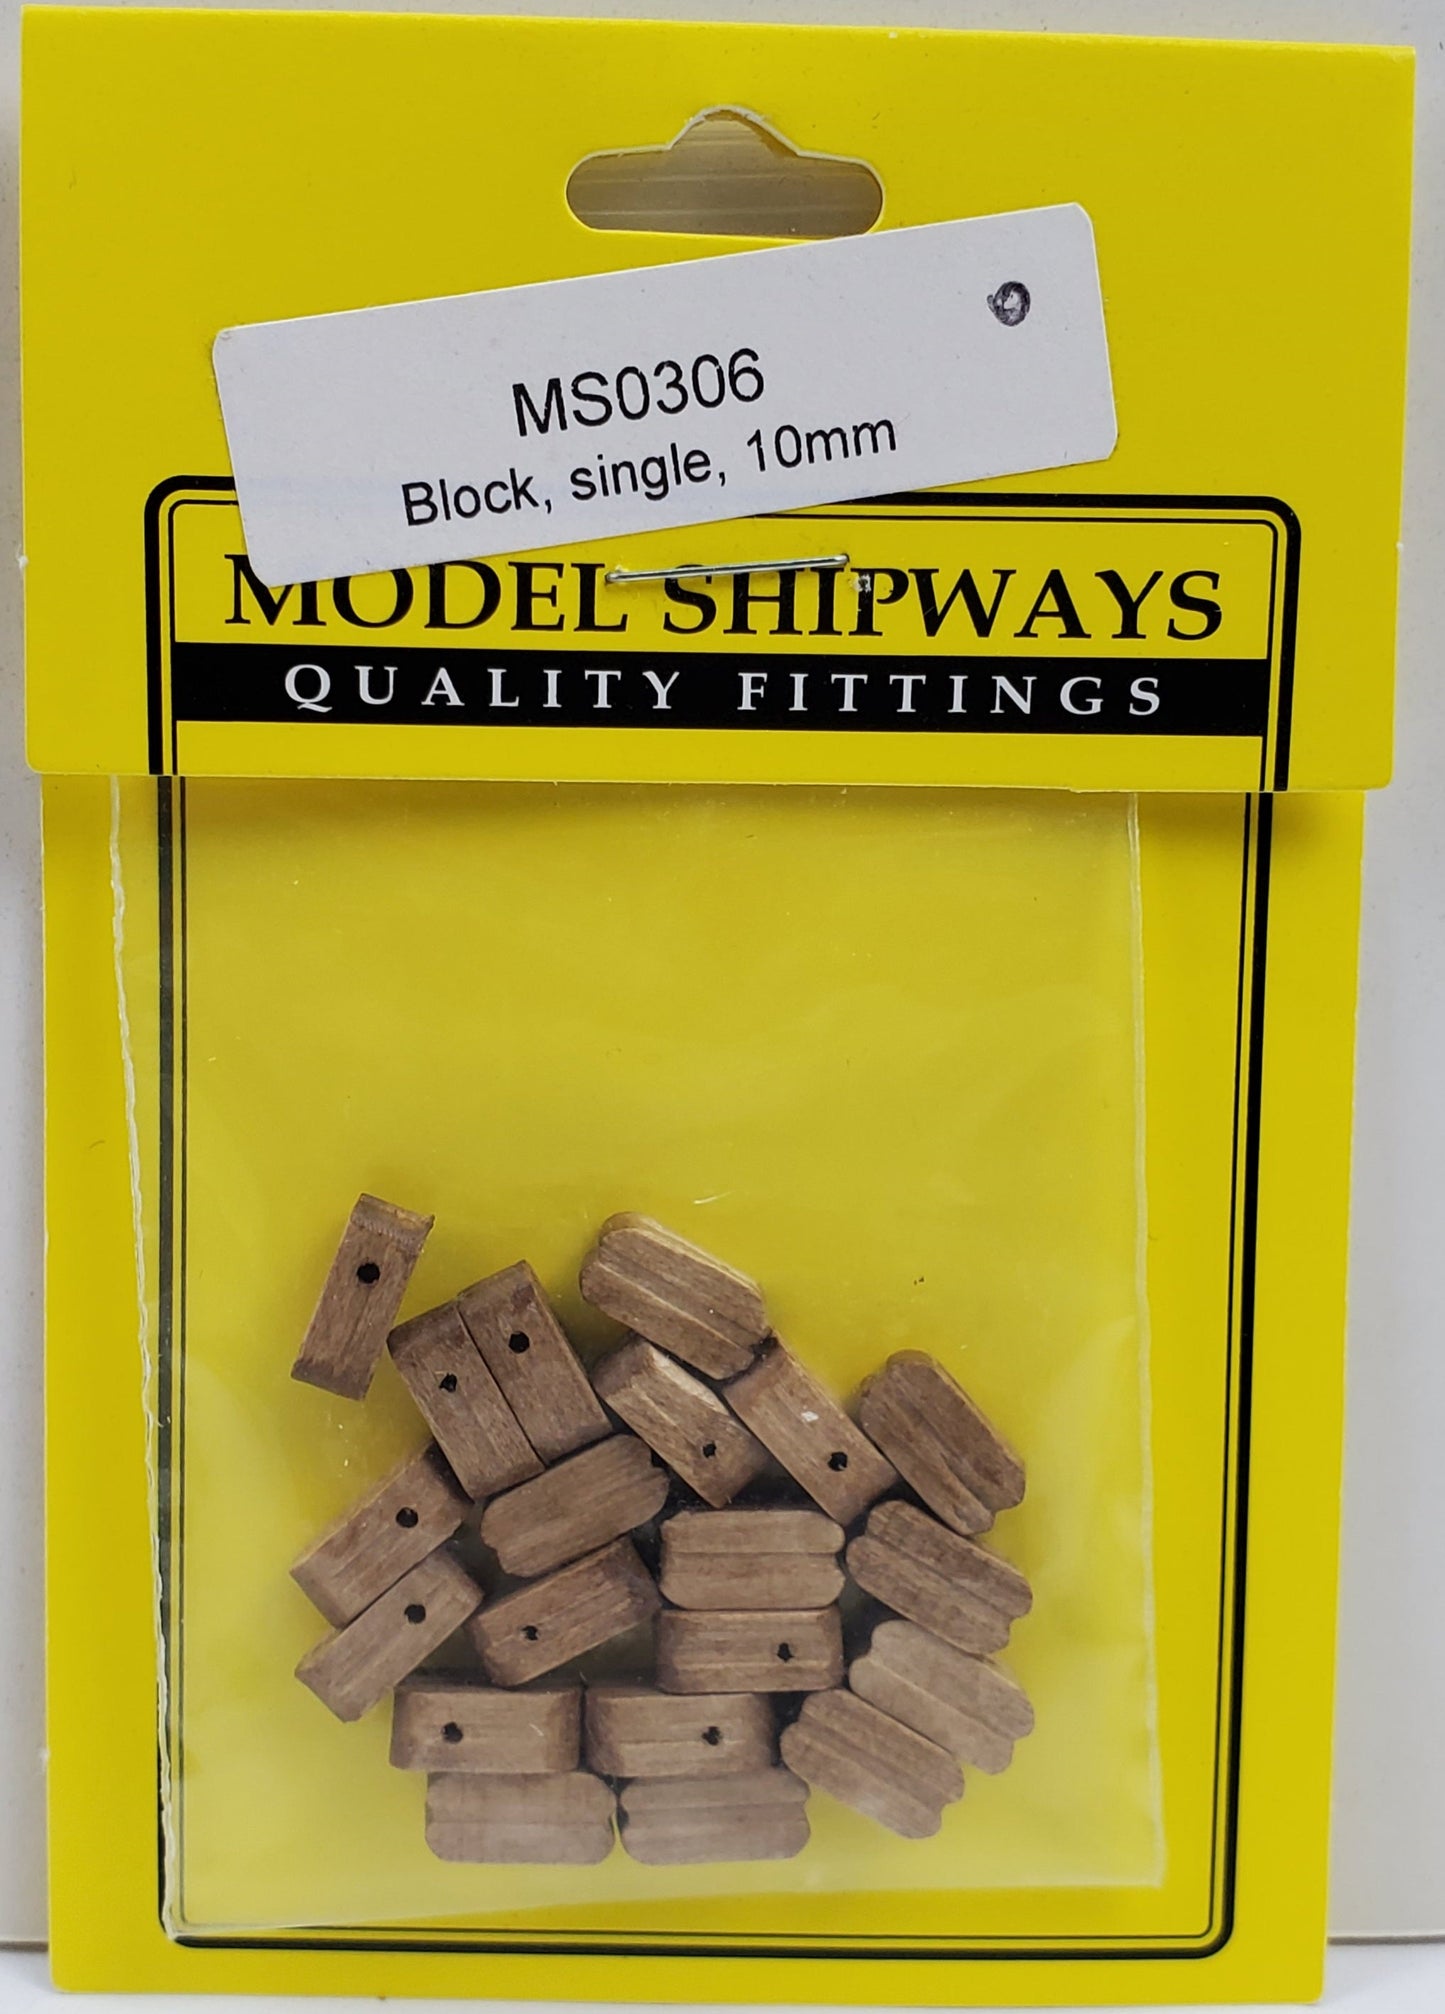 MS0306
Block, single, 10mm
MODEL SHIPWAYS
QUALITY FITTINGS